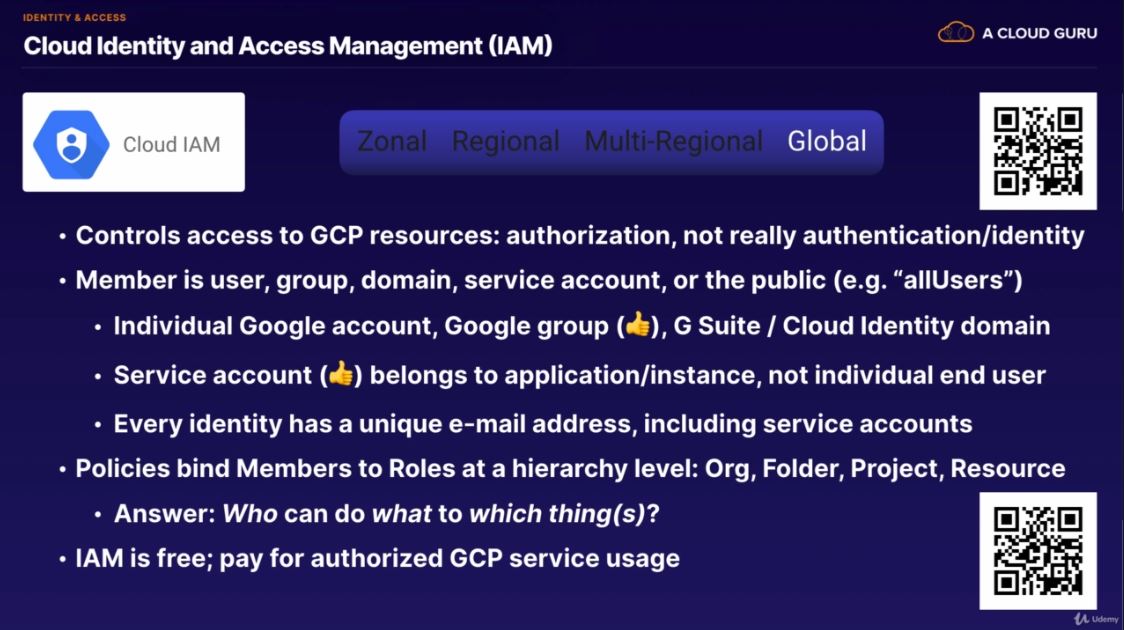 IDENTITY & ACCESS
Cloud Identity and Access Management (IAM)
A CLOUD GURU
Cloud IAM
Zonal Regional Multi-Regional Global
• Controls access to GCP resources: authorization, not really authentication/identity
• Member is user, group, domain, service account, or the public (e.g. “allUsers”)
• Individual Google account, Google group (👍), G Suite / Cloud Identity domain
• Service account (👍) belongs to application/instance, not individual end user
• Every identity has a unique e-mail address, including service accounts
• Policies bind Members to Roles at a hierarchy level: Org, Folder, Project, Resource
• Answer: Who can do what to which thing(s)?
• IAM is free; pay for authorized GCP service usage
Udemy